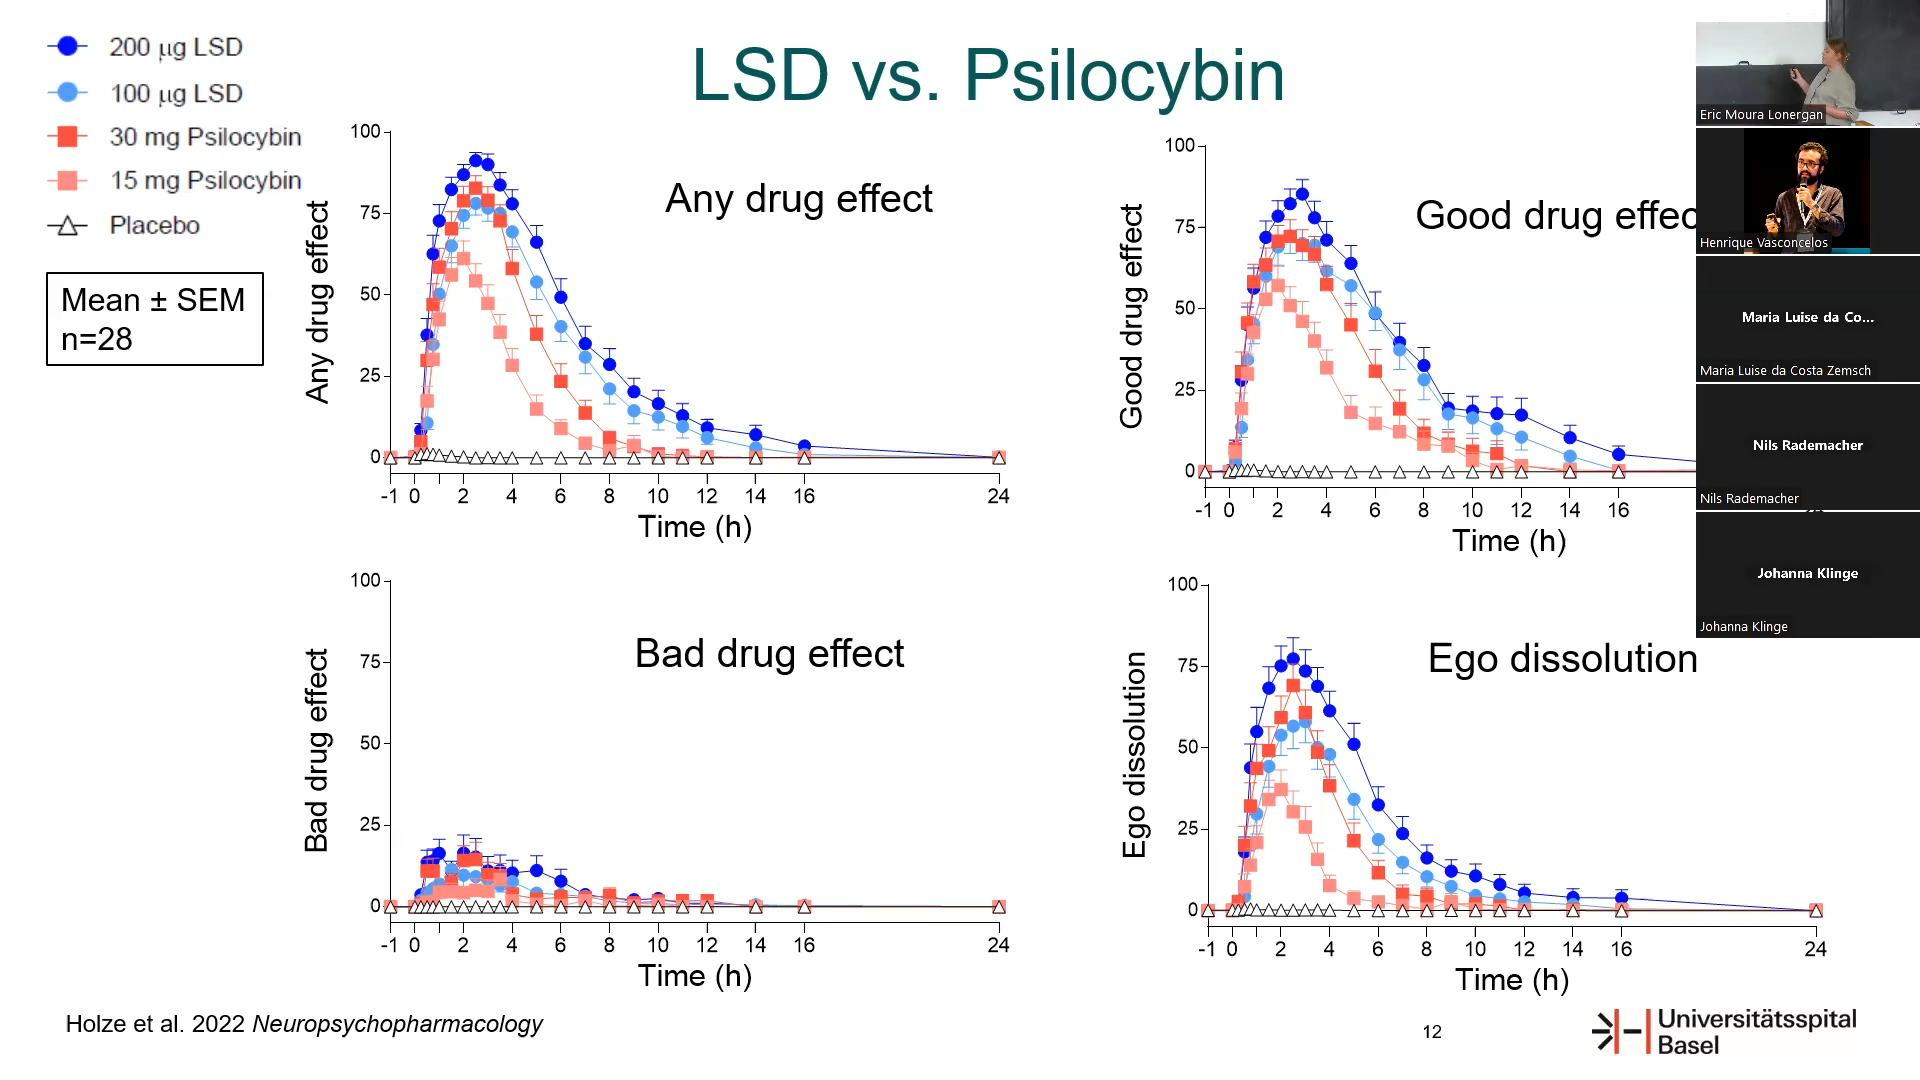 LSD vs. Psilocybin
200 μg LSD
100 μg LSD
30 mg Psilocybin
15 mg Psilocybin
Placebo
Mean ± SEM
n=28
Any drug effect
Any drug effect
100
75
50
25
0
-1 0 2 4 6 8 10 12 14 16 24
Time (h)
Good drug effec
Good drug effect
100
75
50
25
0
-1 0 2 4 6 8 10 12 14 16
Time (h)
Bad drug effect
Bad drug effect
100
75
50
25
0
-1 0 2 4 6 8 10 12 14 16 24
Time (h)
Ego dissolution
Ego dissolution
100
75
50
25
0
-1 0 2 4 6 8 10 12 14 16 24
Time (h)
Eric Moura Lonergan
Henrique Vasconcelos
Maria Luise da Co...
Maria Luise da Costa Zemsch
Nils Rademacher
Nils Rademacher
Johanna Klinge
Johanna Klinge
Holze et al. 2022 Neuropsychopharmacology
12
Universitätsspital
Basel